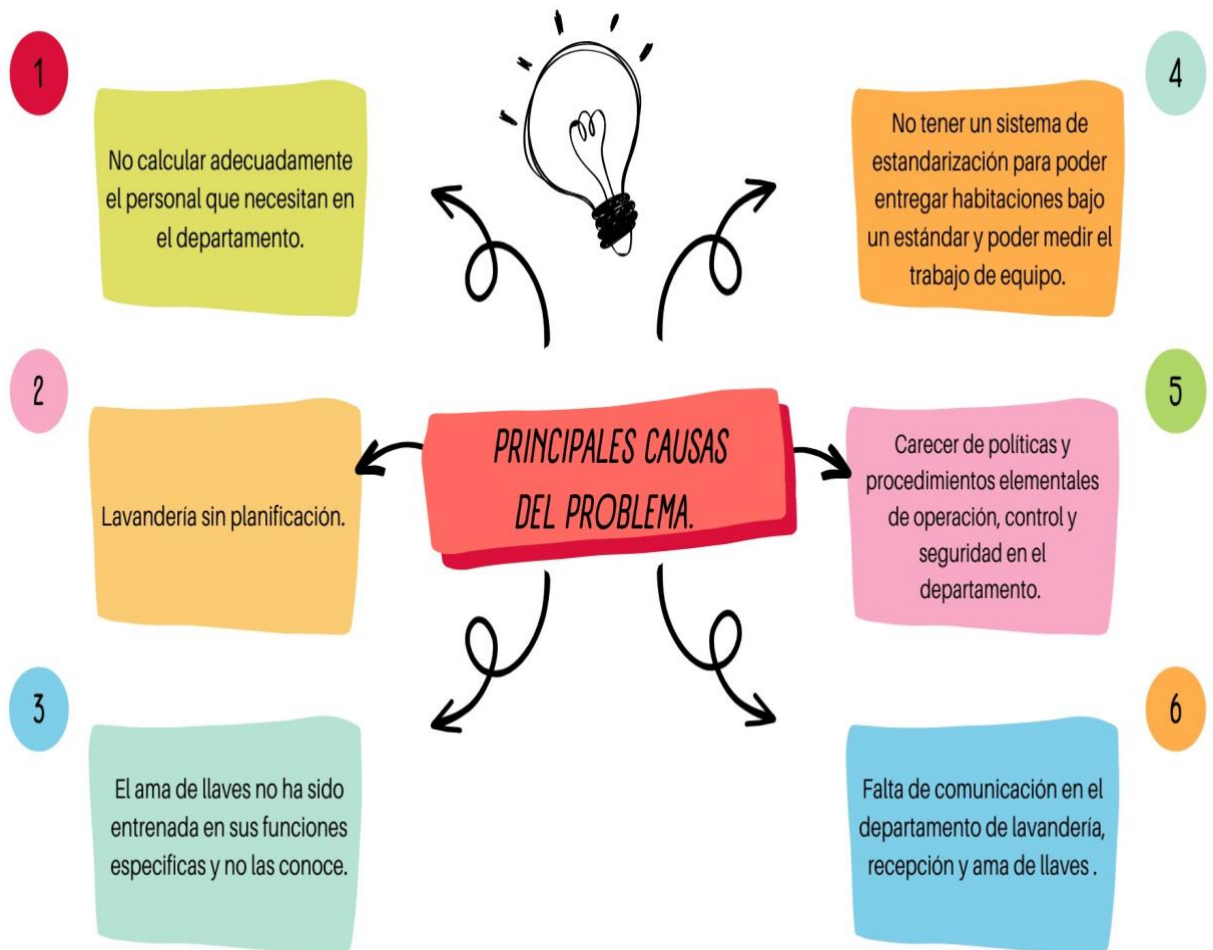 1
No calcular adecuadamente
el personal que necesitan en
el departamento.
2
Lavandería sin planificación.
3
El ama de llaves no ha sido
entrenada en sus funciones
especificas y no las conoce.
PRINCIPALES CAUSAS
DEL PROBLEMA.
4
No tener un sistema de
estandarización para poder
entregar habitaciones bajo
un estándar y poder medir el
trabajo de equipo.
5
Carecer de políticas y
procedimientos elementales
de operación, control y
seguridad en el
departamento.
6
Falta de comunicación en el
departamento de lavandería,
recepción y ama de llaves .